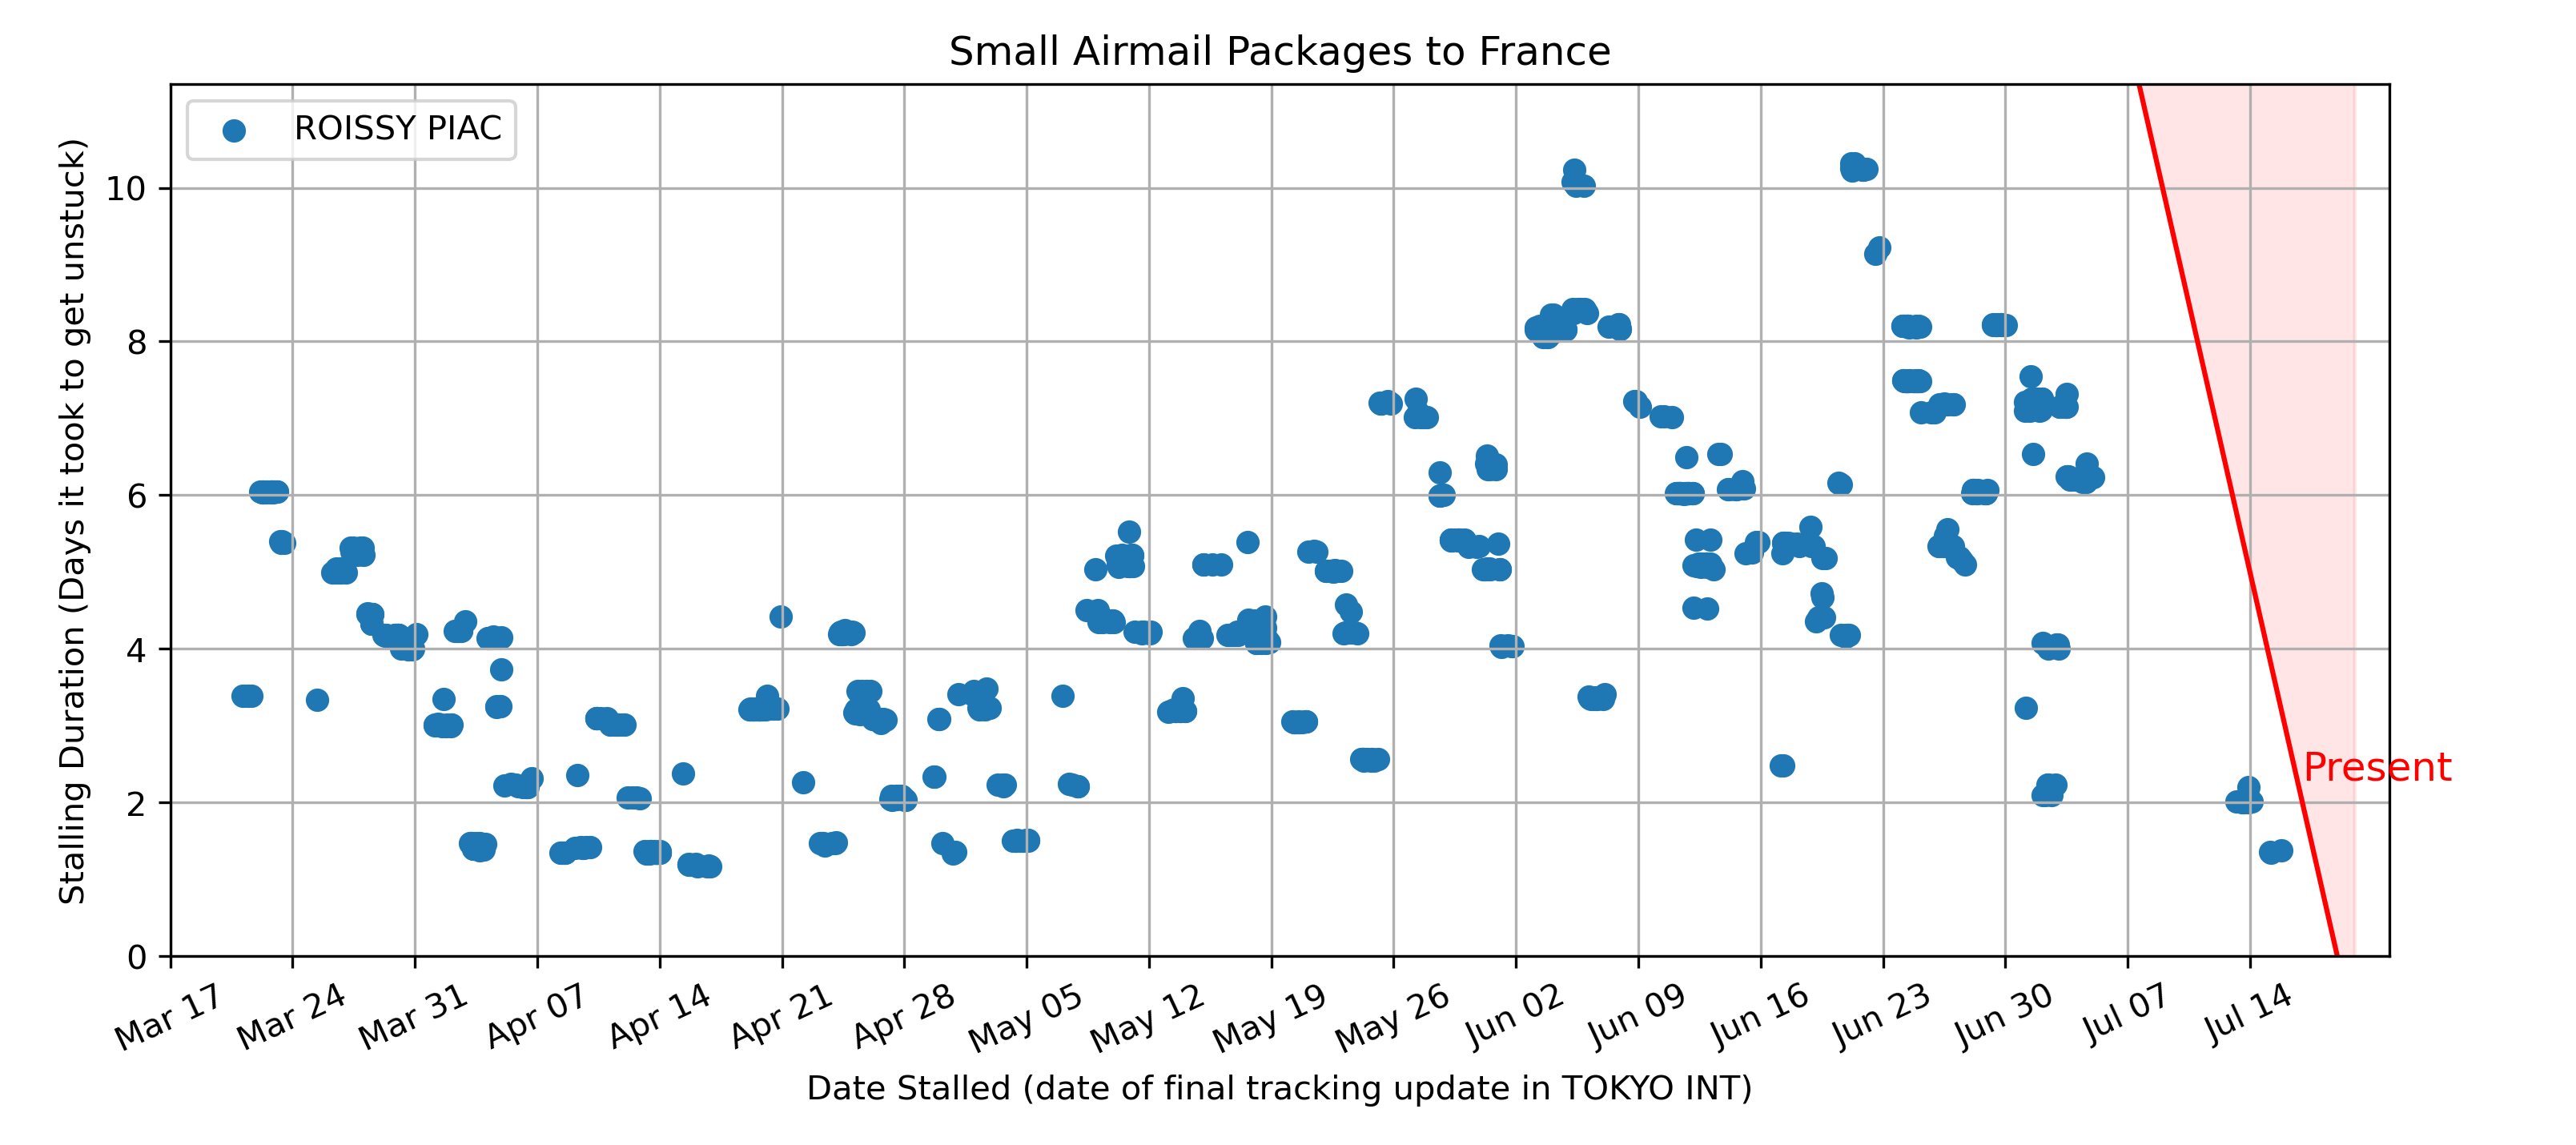 Small Airmail Packages to France
ROISSY PIAC
Stalling Duration (Days it took to get unstuck)
10
8
6
4
2
0
Present
Mar 17
Mar 24
Mar 31
Apr 07
Apr 14
Apr 21
Apr 28
May 05
May 12
May 19
May 26
Jun 02
Jun 09
Jun 16
Jun 23
Jun 30
Jul 07
Jul 14
Date Stalled (date of final tracking update in TOKYO INT)